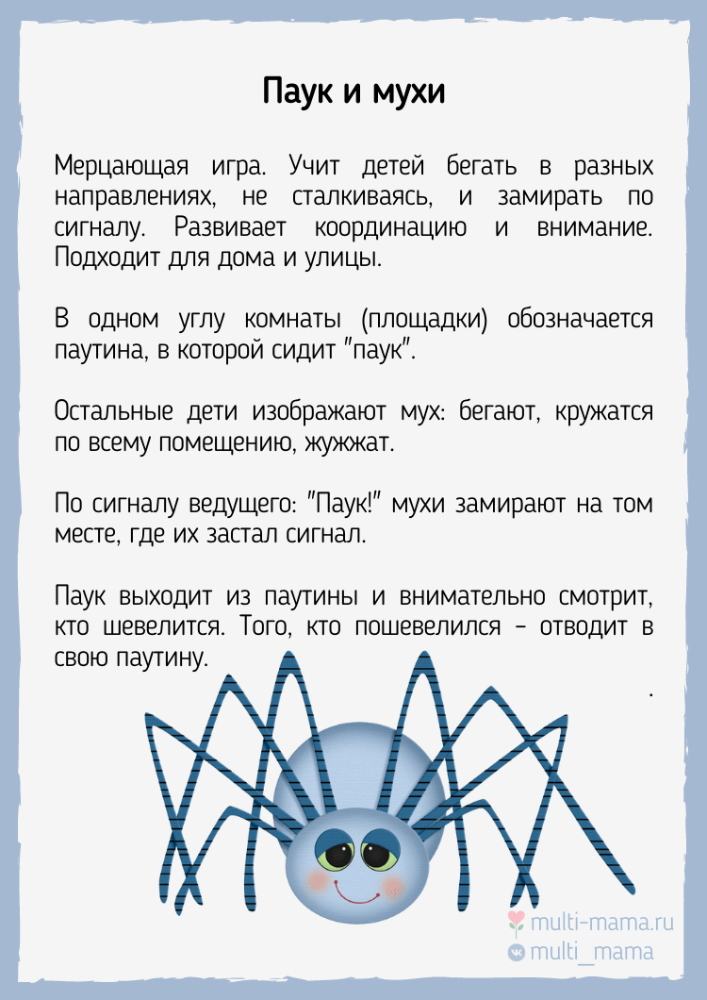 Паук и мухи
Мерцающая игра. Учит детей бегать в разных
направлениях, не сталкиваясь, и замирать по
сигналу. Развивает координацию и внимание.
Подходит для дома и улицы.
В одном углу комнаты (площадки) обозначается
паутина, в которой сидит "паук".
Остальные дети изображают мух: бегают, кружатся
по всему помещению, жужжат.
По сигналу ведущего: "Паук!" мухи замирают на том
месте, где их застал сигнал.
Паук выходит из паутины и внимательно смотрит,
кто шевелится. Того, кто пошевелился – отводит в
свою паутину.
.
multi-mama.ru
multi_mama